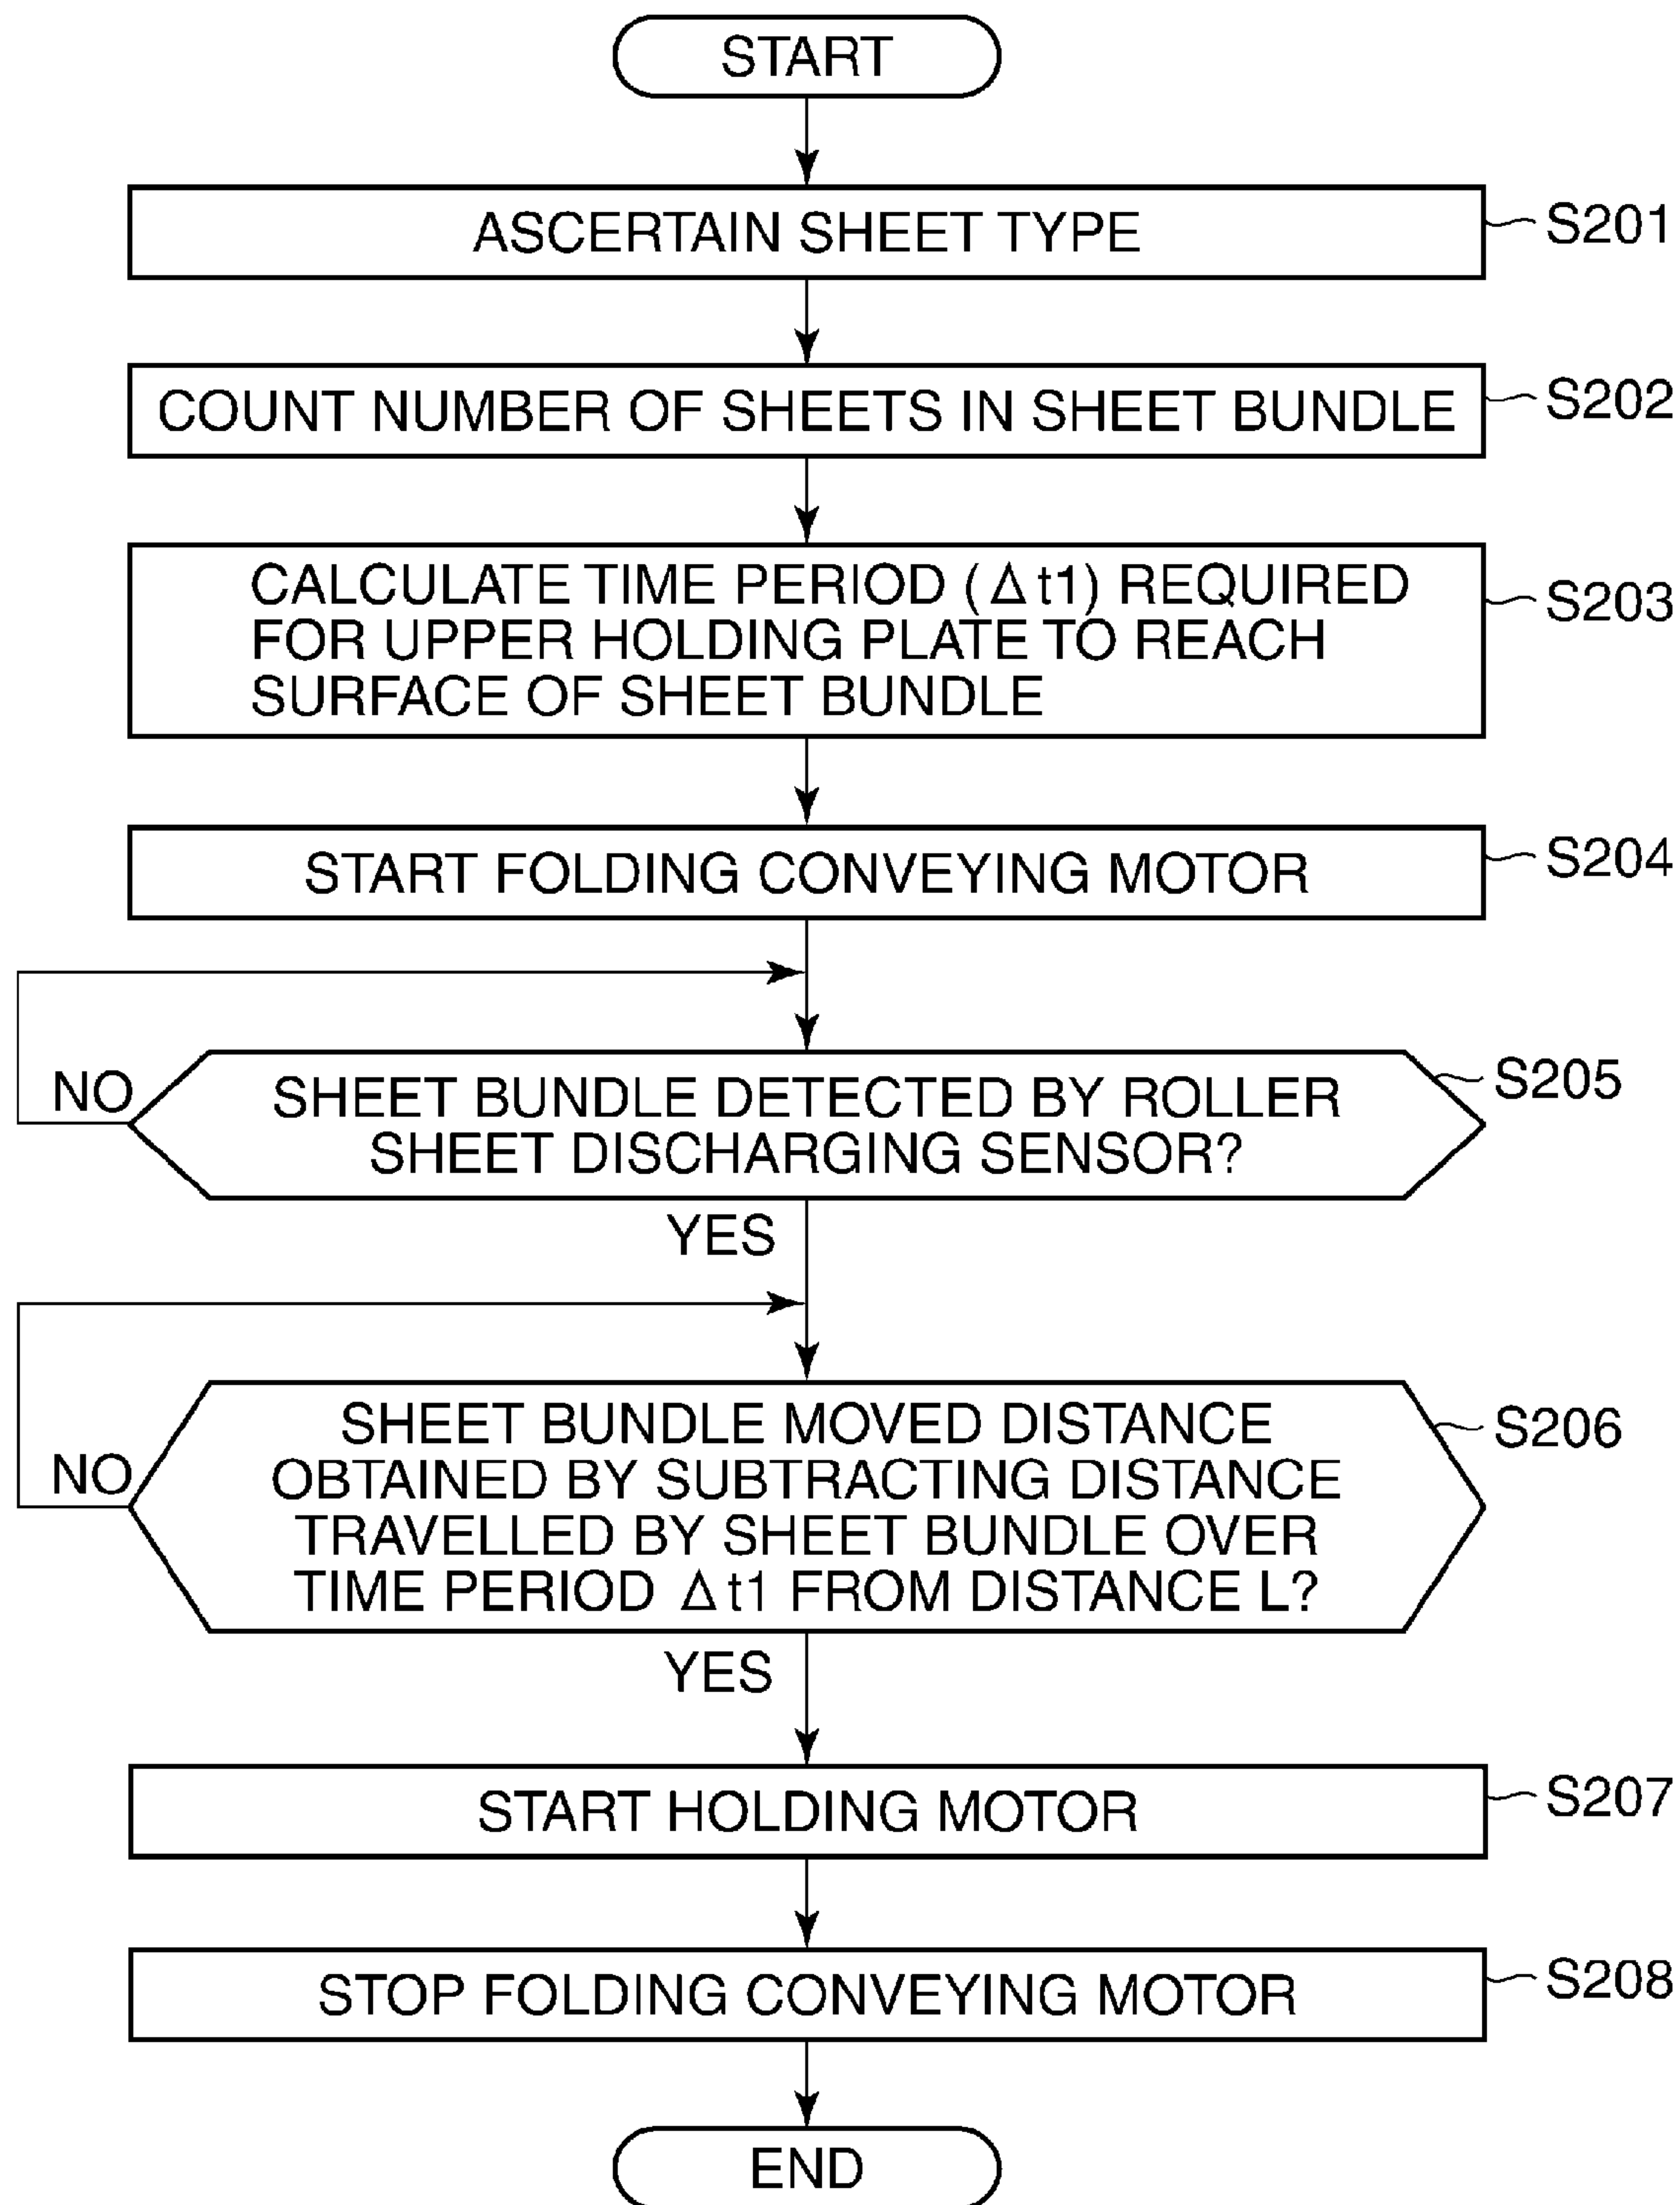 START
ASCERTAIN SHEET TYPE
S201
COUNT NUMBER OF SHEETS IN SHEET BUNDLE
S202
CALCULATE TIME PERIOD (Δt1) REQUIRED
FOR UPPER HOLDING PLATE TO REACH
SURFACE OF SHEET BUNDLE
S203
START FOLDING CONVEYING MOTOR
S204
NO
SHEET BUNDLE DETECTED BY ROLLER
SHEET DISCHARGING SENSOR?
S205
YES
NO
SHEET BUNDLE MOVED DISTANCE
OBTAINED BY SUBTRACTING DISTANCE
TRAVELLED BY SHEET BUNDLE OVER
TIME PERIOD Δt1 FROM DISTANCE L?
S206
YES
START HOLDING MOTOR
S207
STOP FOLDING CONVEYING MOTOR
S208
END